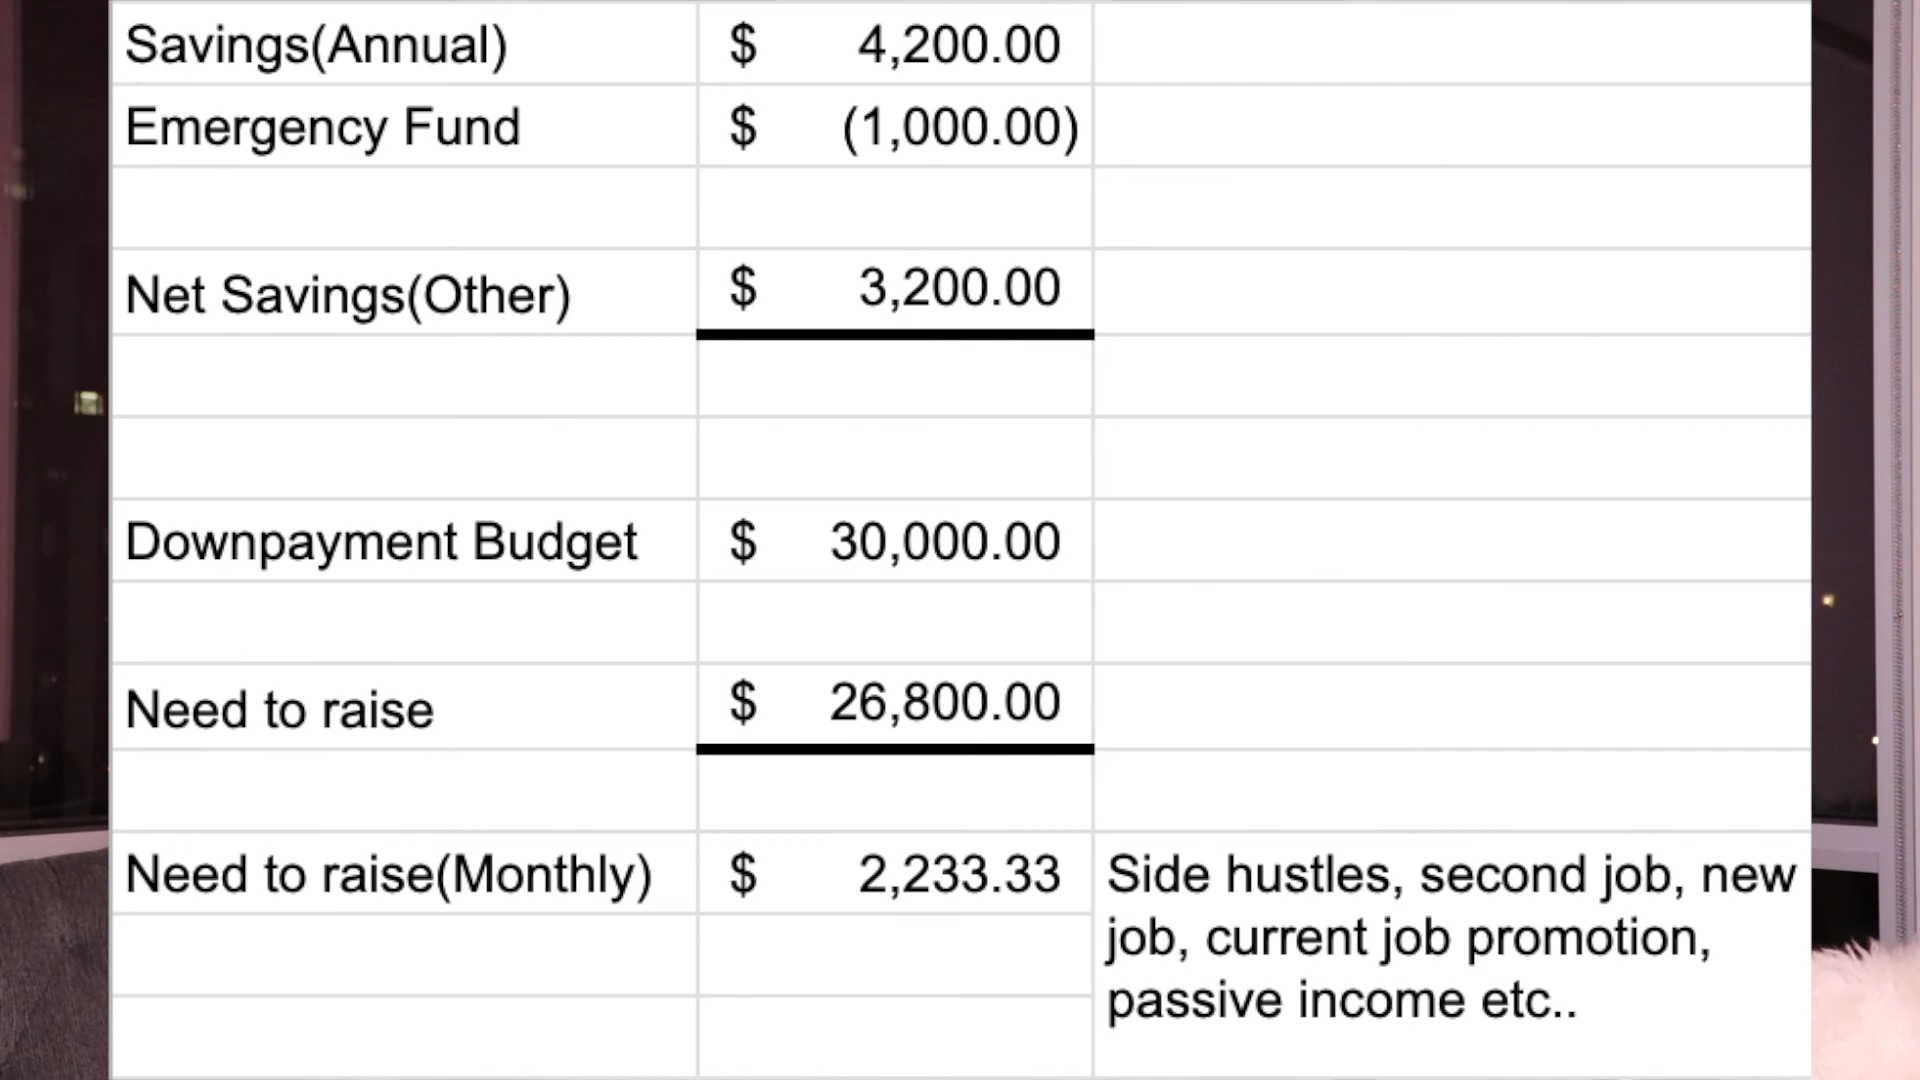 Savings(Annual) $ 4,200.00
Emergency Fund $ (1,000.00)
Net Savings(Other) $ 3,200.00
Downpayment Budget $ 30,000.00
Need to raise $ 26,800.00
Need to raise(Monthly) $ 2,233.33 Side hustles, second job, new
job, current job promotion,
passive income etc..